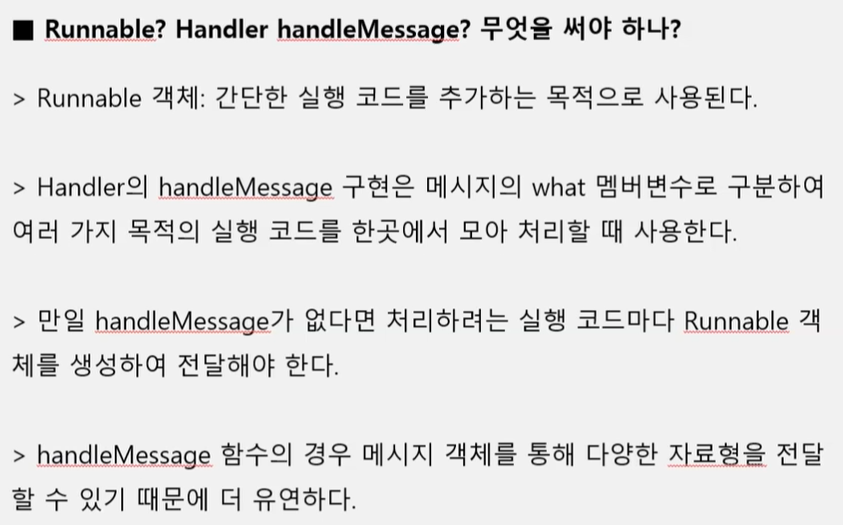 ■ Runnable? Handler handleMessage? 무엇을 써야 하나?
> Runnable 객체: 간단한 실행 코드를 추가하는 목적으로 사용된다.
> Handler의 handleMessage 구현은 메시지의 what 멤버변수로 구분하여
여러 가지 목적의 실행 코드를 한곳에서 모아 처리할 때 사용한다.
> 만일 handleMessage가 없다면 처리하려는 실행 코드마다 Runnable 객
체를 생성하여 전달해야 한다.
> handleMessage 함수의 경우 메시지 객체를 통해 다양한 자료형을 전달
할 수 있기 때문에 더 유연하다.